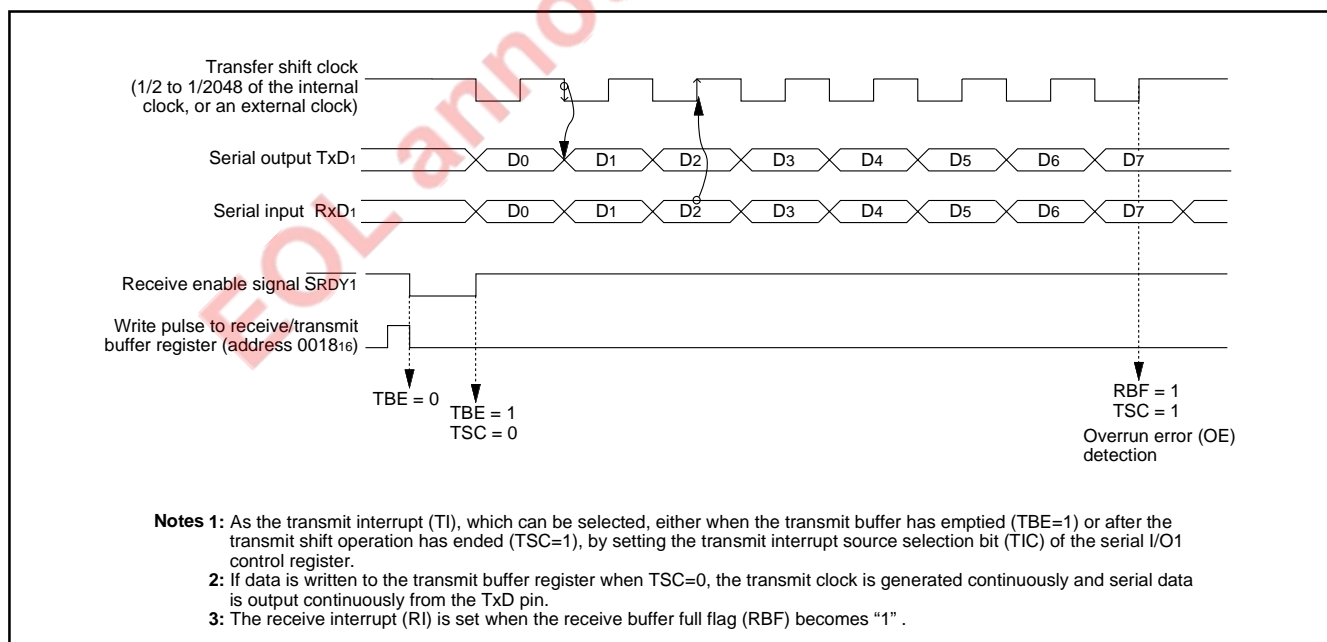 EOL anno
Transfer shift clock
(1/2 to 1/2048 of the internal
clock, or an external clock)
Serial output TxD1
D0 D1 D2 D3 D4 D5 D6 D7
Serial input RxD1
D0 D1 D2 D3 D4 D5 D6 D7
Receive enable signal SRDY1
Write pulse to receive/transmit
buffer register (address 001816)
TBE = 0
TBE = 1
TSC = 0
RBF = 1
TSC = 1
Overrun error (OE)
detection
Notes 1: As the transmit interrupt (TI), which can be selected, either when the transmit buffer has emptied (TBE=1) or after the
transmit shift operation has ended (TSC=1), by setting the transmit interrupt source selection bit (TIC) of the serial I/O1
control register.
2: If data is written to the transmit buffer register when TSC=0, the transmit clock is generated continuously and serial data
is output continuously from the TxD pin.
3: The receive interrupt (RI) is set when the receive buffer full flag (RBF) becomes “1” .